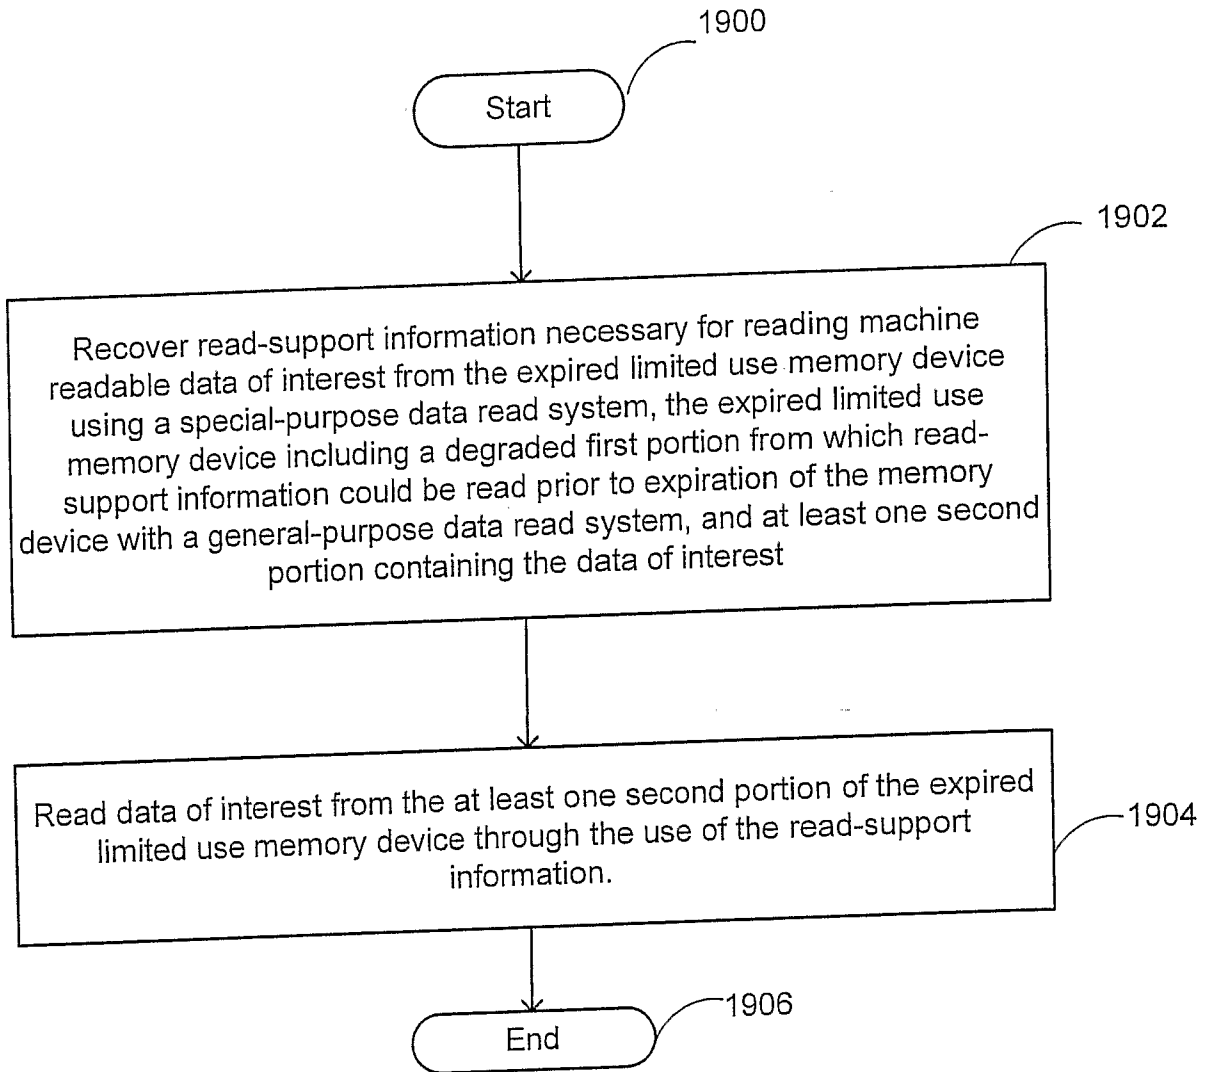 1900
Start
1902
Recover read-support information necessary for reading machine
readable data of interest from the expired limited use memory device
using a special-purpose data read system, the expired limited use
memory device including a degraded first portion from which read-
support information could be read prior to expiration of the memory
device with a general-purpose data read system, and at least one second
portion containing the data of interest
Read data of interest from the at least one second portion of the expired
limited use memory device through the use of the read-support
information.
1904
1906
End